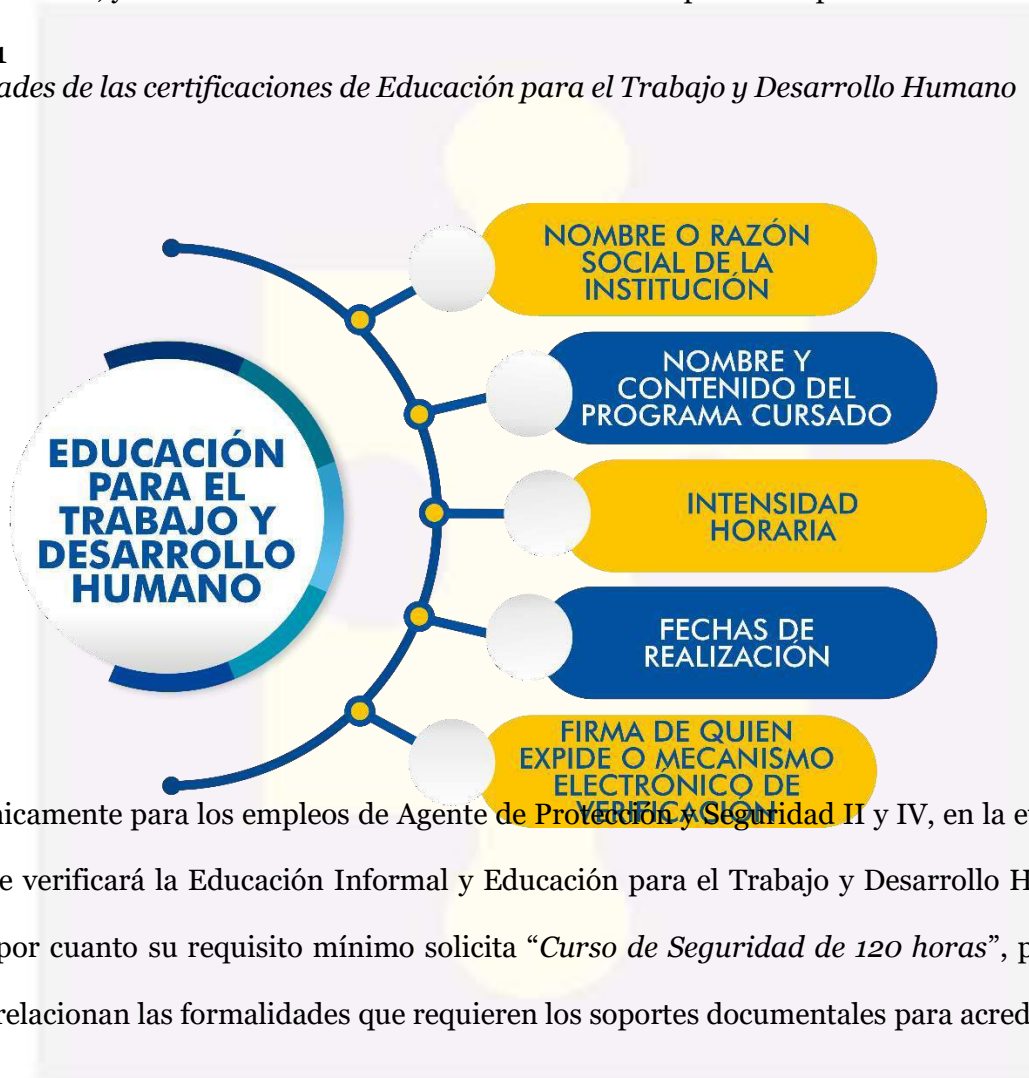 ades de las certificaciones de Educación para el Trabajo y Desarrollo Humano
NOMBRE O RAZÓN
SOCIAL DE LA
INSTITUCIÓN
NOMBRE Y
CONTENIDO DEL
PROGRAMA CURSADO
INTENSIDAD
HORARIA
EDUCACIÓN
PARA EL
TRABAJO Y
DESARROLLO
HUMANO
FECHAS DE
REALIZACIÓN
FIRMA DE QUIEN
EXPIDE O MECANISMO
ELECTRÓNICO DE
VERIFICACIÓN
nicamente para los empleos de Agente de Protección y Seguridad II y IV, en la e
e verificará la Educación Informal y Educación para el Trabajo y Desarrollo H
por cuanto su requisito mínimo solicita “Curso de Seguridad de 120 horas”, p
relacionan las formalidades que requieren los soportes documentales para acred